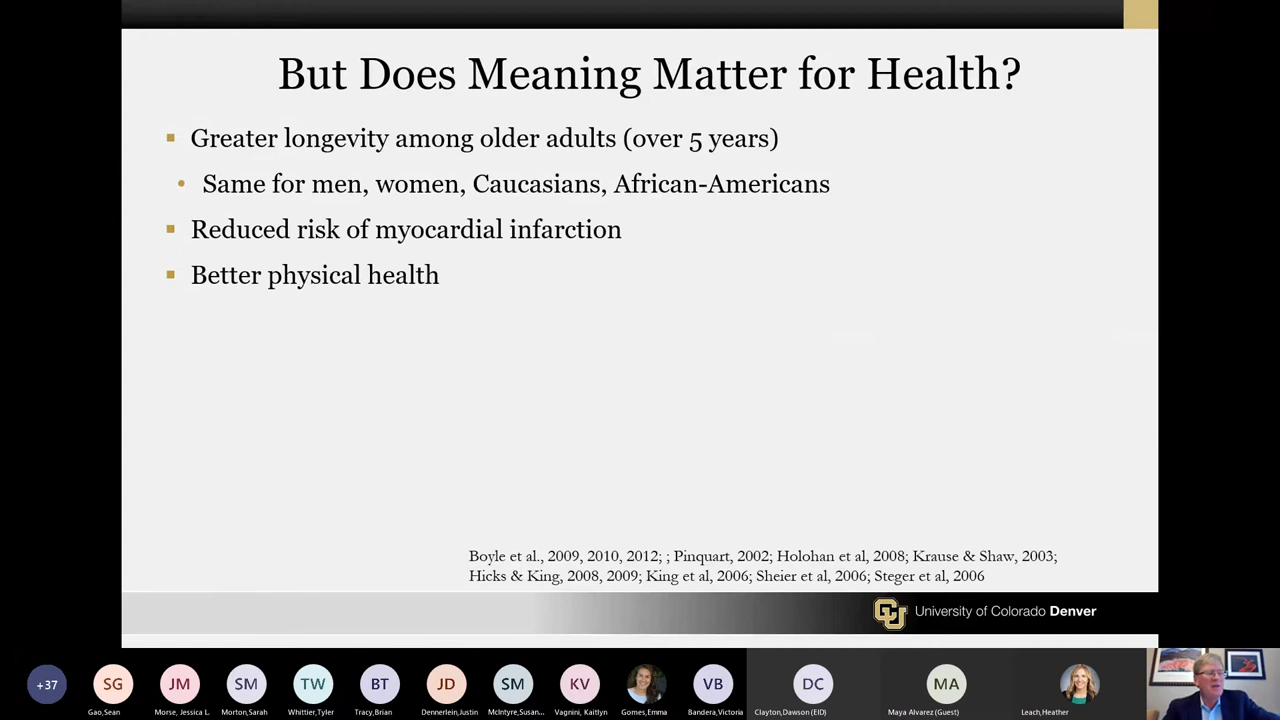 But Does Meaning Matter for Health?
Greater longevity among older adults (over 5 years)
Same for men, women, Caucasians, African-Americans
Reduced risk of myocardial infarction
Better physical health
Boyle et al., 2009, 2010, 2012; ; Pinquart, 2002; Holohan et al, 2008; Krause & Shaw, 2003;
Hicks & King, 2008, 2009; King et al, 2006; Sheier et al, 2006; Steger et al, 2006
CU University of Colorado Denver
+37 SG JM SM TW BT JD SM KV VB DC MA
Gao,Sean Morse, Jessica L. Morton,Sarah Whittier,Tyler Tracy,Brian Dennerlein,Justin McIntyre,Susan... Vagnini, Kaitlyn Gomes,Emma Bandera,Victoria Clayton,Dawson (EID) Maya Alvarez (Guest) Leach,Heather